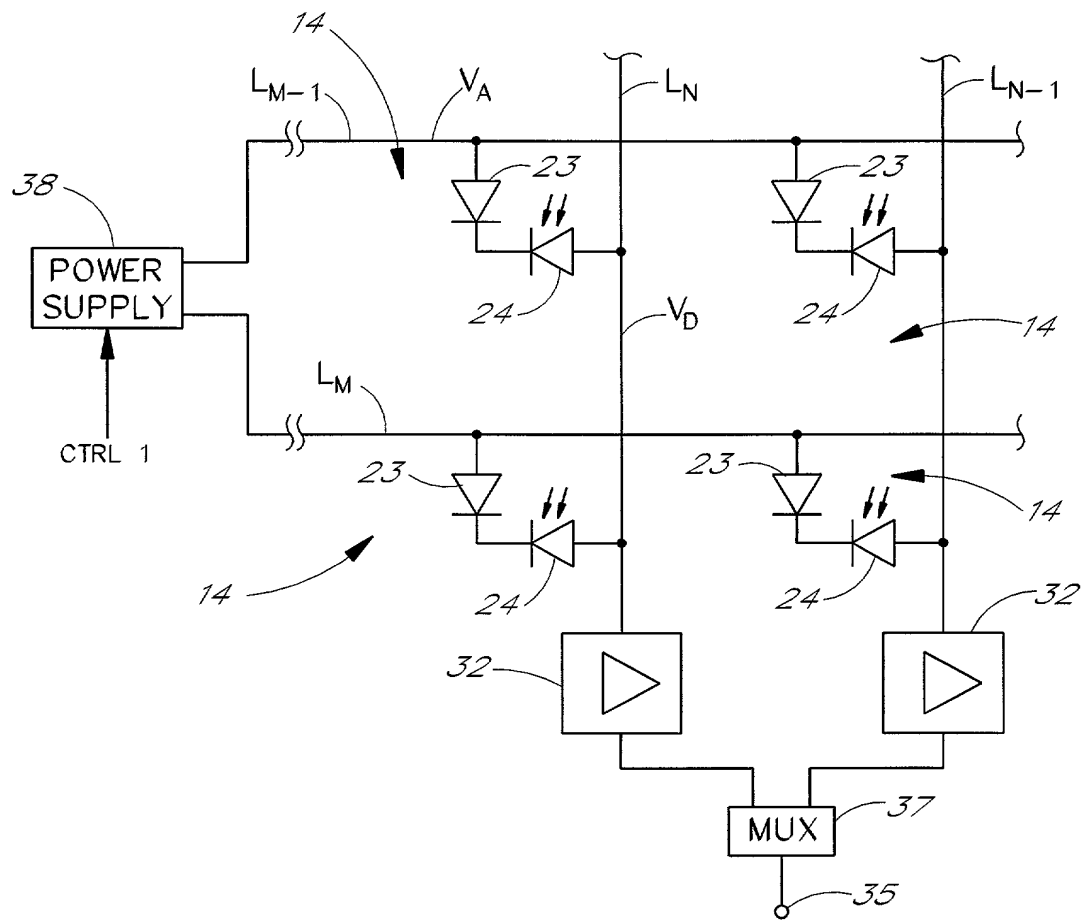 14
L_M-1
V_A
L_N
L_N-1
23
23
38
POWER
SUPPLY
24
24
V_D
14
CTRL 1
L_M
23
23
14
14
24
24
32
32
37
MUX
35